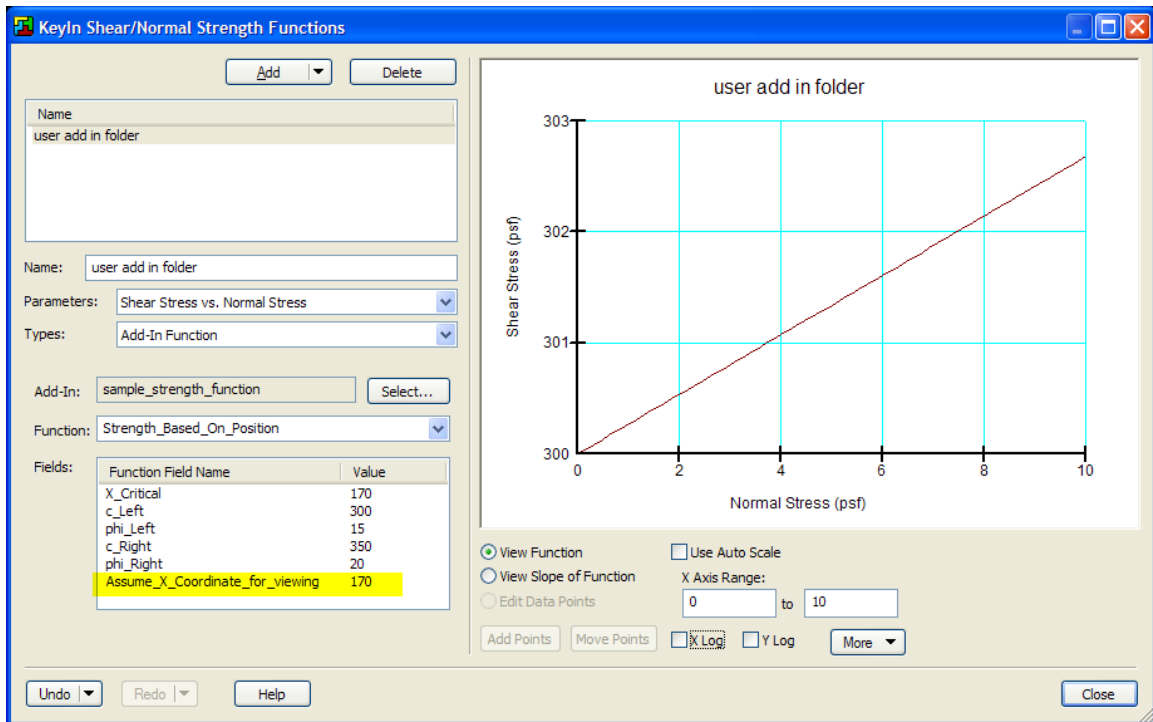 KeyIn Shear/Normal Strength Functions
Add
Delete
Name
user add in folder
Name: user add in folder
Parameters: Shear Stress vs. Normal Stress
Types: Add-In Function
Add-In: sample_strength_function Select...
Function: Strength_Based_On_Position
Fields: Function Field Name Value
X_Critical 170
c_Left 300
phi_Left 15
c_Right 350
phi_Right 20
Assume_X_Coordinate_for_viewing 170
user add in folder
Shear Stress (psf)
303
302
301
300
0 2 4 6 8 10
Normal Stress (psf)
View Function Use Auto Scale
View Slope of Function X Axis Range:
Edit Data Points 0 to 10
Add Points Move Points X Log Y Log More
Undo Redo Help Close